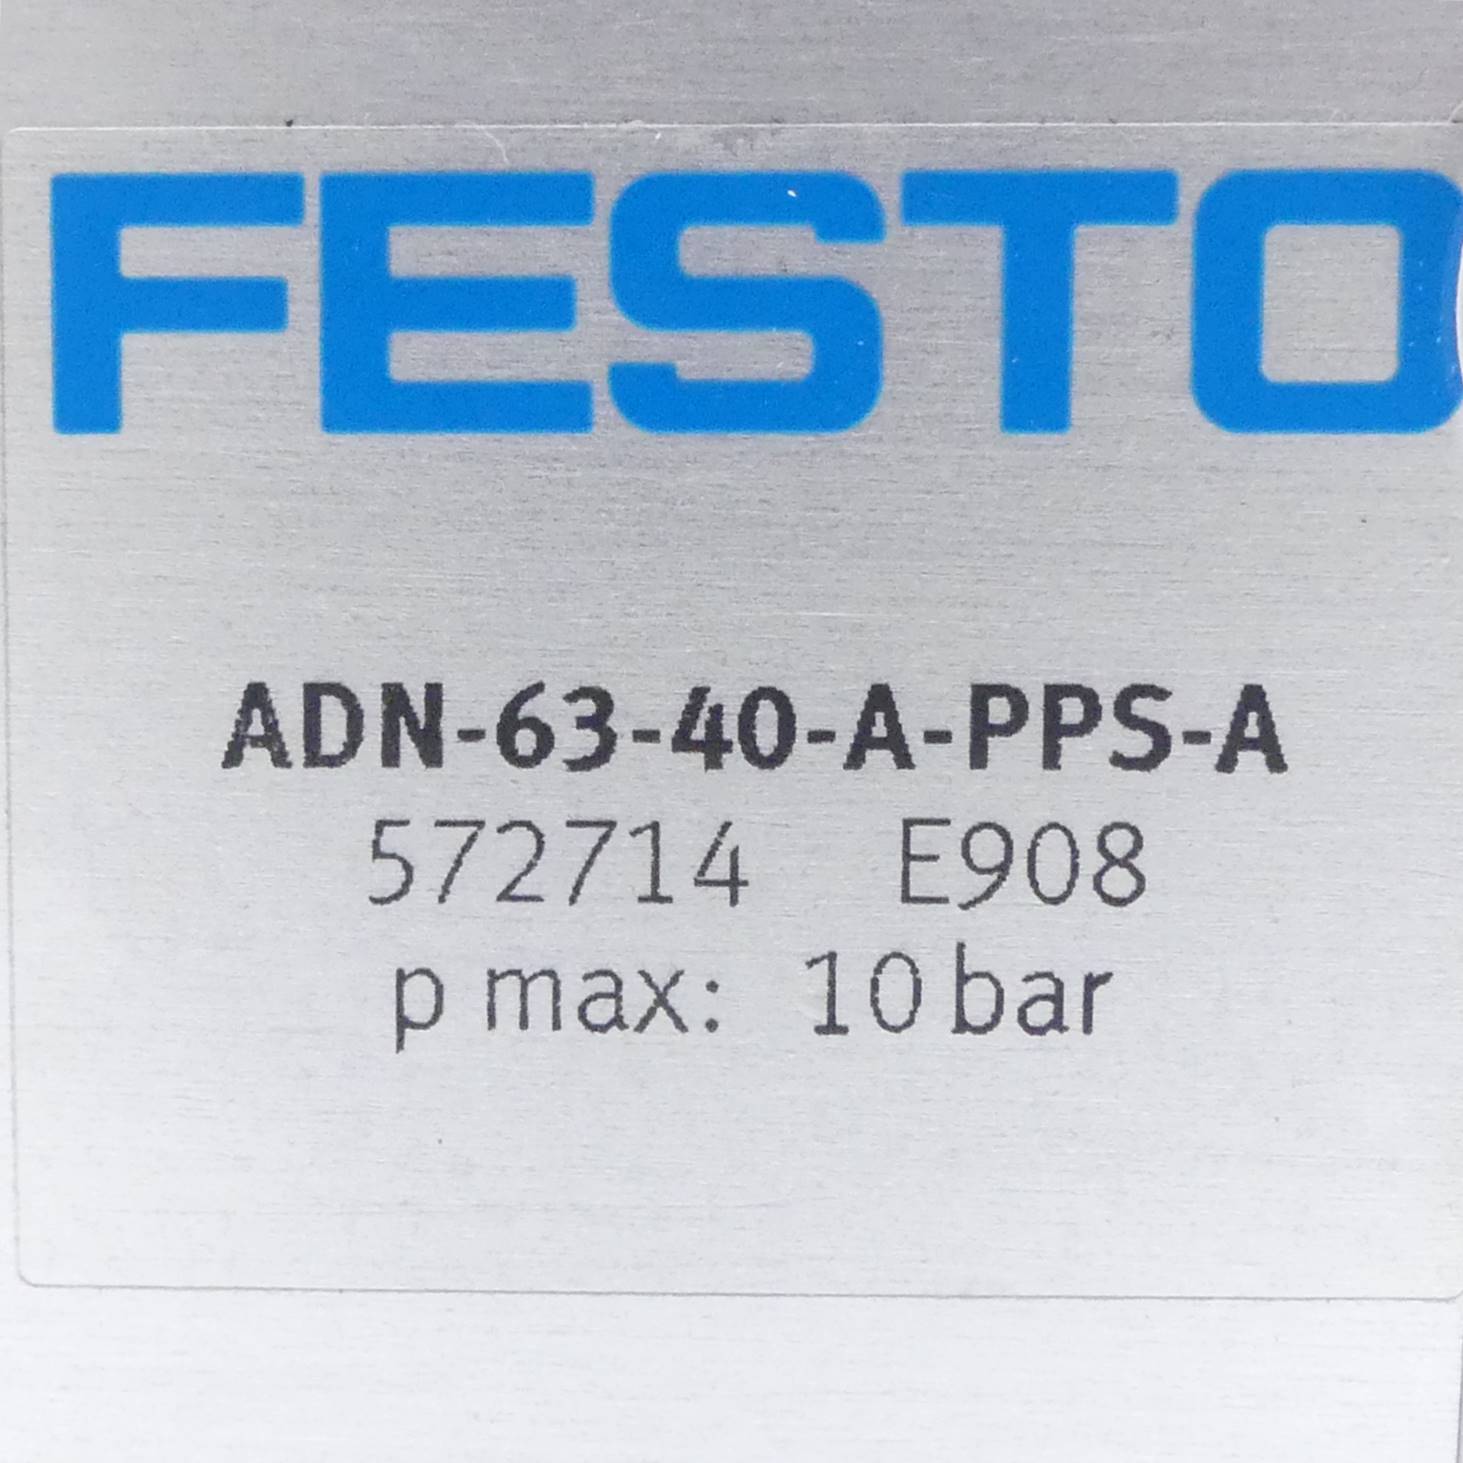 FESTO
ADN-63-40-A-PPS-A
572714 E908
p max: 10 bar